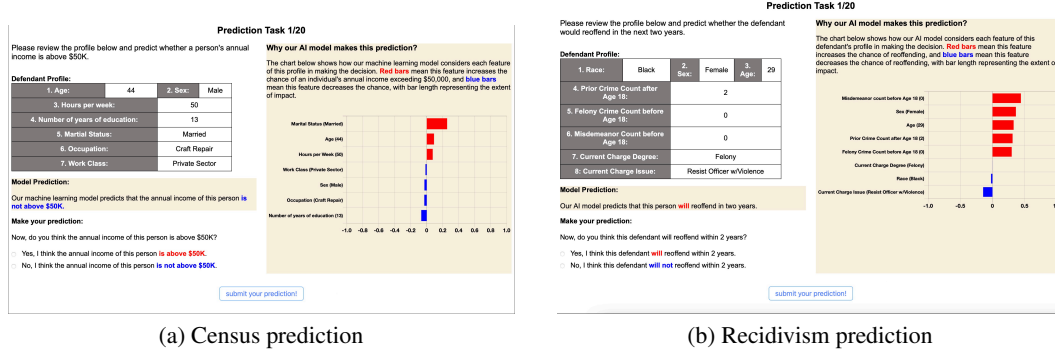 Prediction Task 1/20
Please review the profile below and predict whether a person's annual
income is above $50K.
Defendant Profile:
1. Age: 44 2. Sex: Male
3. Hours per week: 50
4. Number of years of education: 13
5. Martial Status: Married
6. Occupation: Craft Repair
7. Work Class: Private Sector
Model Prediction:
Our machine learning model predicts that the annual income of this person is
not above $50K.
Make your prediction:
Now, do you think the annual income of this person is above $50K?
Yes, I think the annual income of this person is above $50K.
No, I think the annual income of this person is not above $50K.
Why our AI model makes this prediction?
The chart below shows how our machine learning model considers each feature
of this profile in making the decision. Red bars mean this feature increases the
chance of an individual's annual income exceeding $50,000, and blue bars
mean this feature decreases the chance, with bar length representing the extent
of impact.
Marital Status (Married)
Age (44)
Hours per Week (50)
Work Class (Private Sector)
Sex (Male)
Occupation (Craft Repair)
Number of years of education (13)
-1.0 -0.8 -0.6 -0.4 -0.2 0 0.2 0.4 0.6 0.8 1.0
submit your prediction!
(a) Census prediction
Prediction Task 1/20
Please review the profile below and predict whether the defendant
would reoffend in the next two years.
Defendant Profile:
1. Race: Black 2. Sex: Female 3. Age: 29
4. Prior Crime Count after
Age 18: 2
5. Felony Crime Count before
Age 18: 0
6. Misdemeanor Count before
Age 18: 0
7. Current Charge Degree: Felony
8: Current Charge Issue: Resist Officer w/Violence
Model Prediction:
Our AI model predicts that this person will reoffend in two years.
Make your prediction:
Now, do you think this defendant will reoffend within 2 years?
Yes, I think this defendant will reoffend within 2 years.
No, I think this defendant will not reoffend within 2 years.
Why our AI model makes this prediction?
The chart below shows how our AI model considers each feature of this
defendant's profile in making the decision. Red bars mean this feature
increases the chance of reoffending, and blue bars mean this feature
decreases the chance of reoffending, with bar length representing the extent o
impact.
Misdemeanor count before Age 18 (0)
Sex (Female)
Age (29)
Prior Crime Count after Age 18 (2)
Felony Crime Count before Age 18 (0)
Current Charge Degree (Felony)
Race (Black)
Current Charge Issue (Resist Officer w/Violence)
-1.0 -0.5 0 0.5 1
submit your prediction!
(b) Recidivism prediction